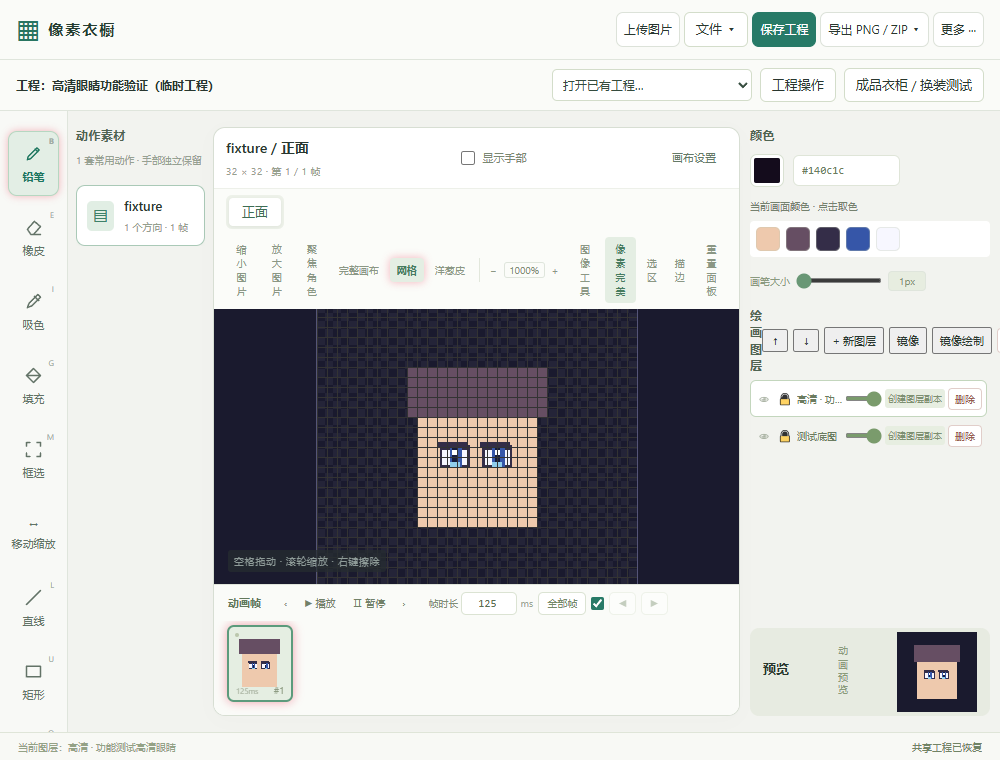 像素衣橱
上传图片
文件
保存工程
导出 PNG / ZIP
更多 ...
工程：高清眼睛功能验证（临时工程）
打开已有工程...
工程操作
成品衣柜 / 换装测试
B
铅笔
E
橡皮
I
吸色
G
填充
M
框选
移动缩放
L
直线
U
矩形
动作素材
1 套常用动作 · 手部独立保留
fixture
1 个方向 · 1 帧
fixture / 正面
32 × 32 · 第 1 / 1 帧
显示手部
画布设置
正面
缩小图片
放大图片
聚焦角色
完整画布
网格
洋葱皮
− 1000% +
图像工具
像素完美
选区
描边
重置面板
空格拖动 · 滚轮缩放 · 右键擦除
动画帧
‹
▶ 播放
II 暂停
›
帧时长
125
ms
全部帧
◀
▶
125ms
#1
颜色
#140c1c
当前画面颜色 · 点击取色
画笔大小
1px
绘画图层
↑
↓
+ 新图层
镜像
镜像绘制
高清 · 功...
创建图层副本
删除
测试底图
创建图层副本
删除
预览
动画预览
当前图层：高清 · 功能测试高清眼睛
共享工程已恢复